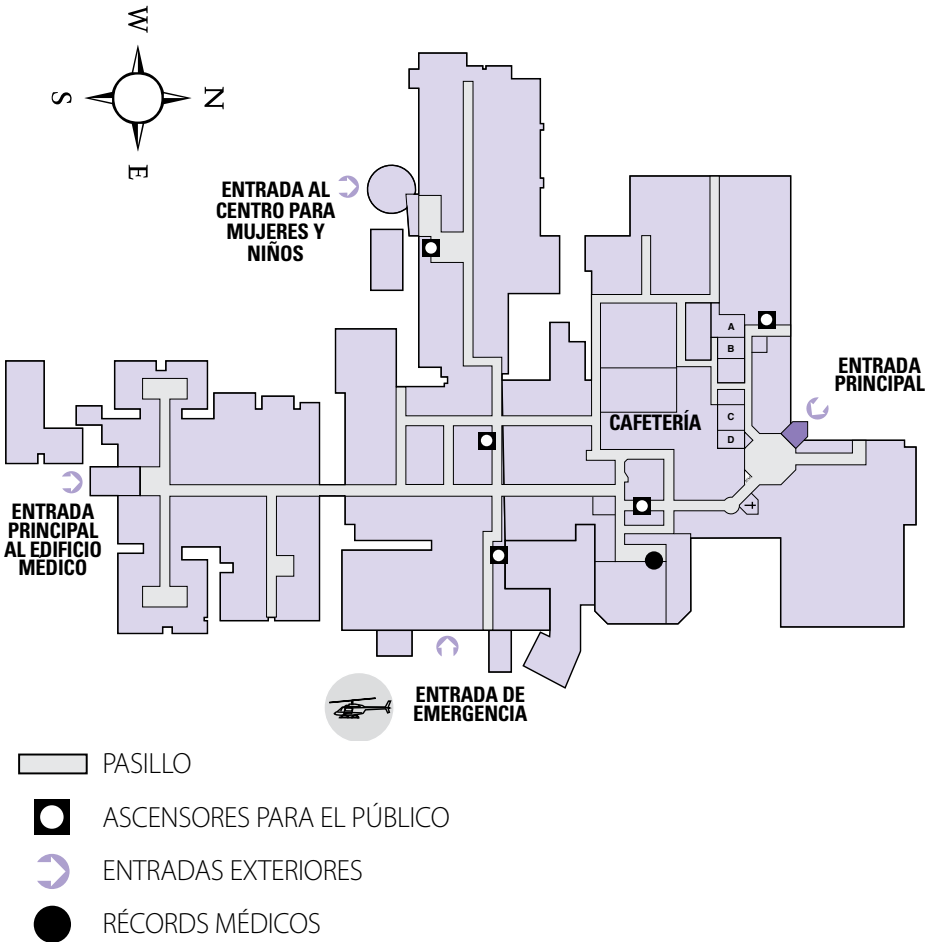 W
S
N
E
ENTRADA AL
CENTRO PARA
MUJERES Y
NIÑOS
A
B
ENTRADA
PRINCIPAL
CAFETERÍA
C
D
ENTRADA
PRINCIPAL
AL EDIFICIO
MÉDICO
ENTRADA DE
EMERGENCIA
PASILLO
ASCENSORES PARA EL PÚBLICO
ENTRADAS EXTERIORES
RÉCORDS MÉDICOS